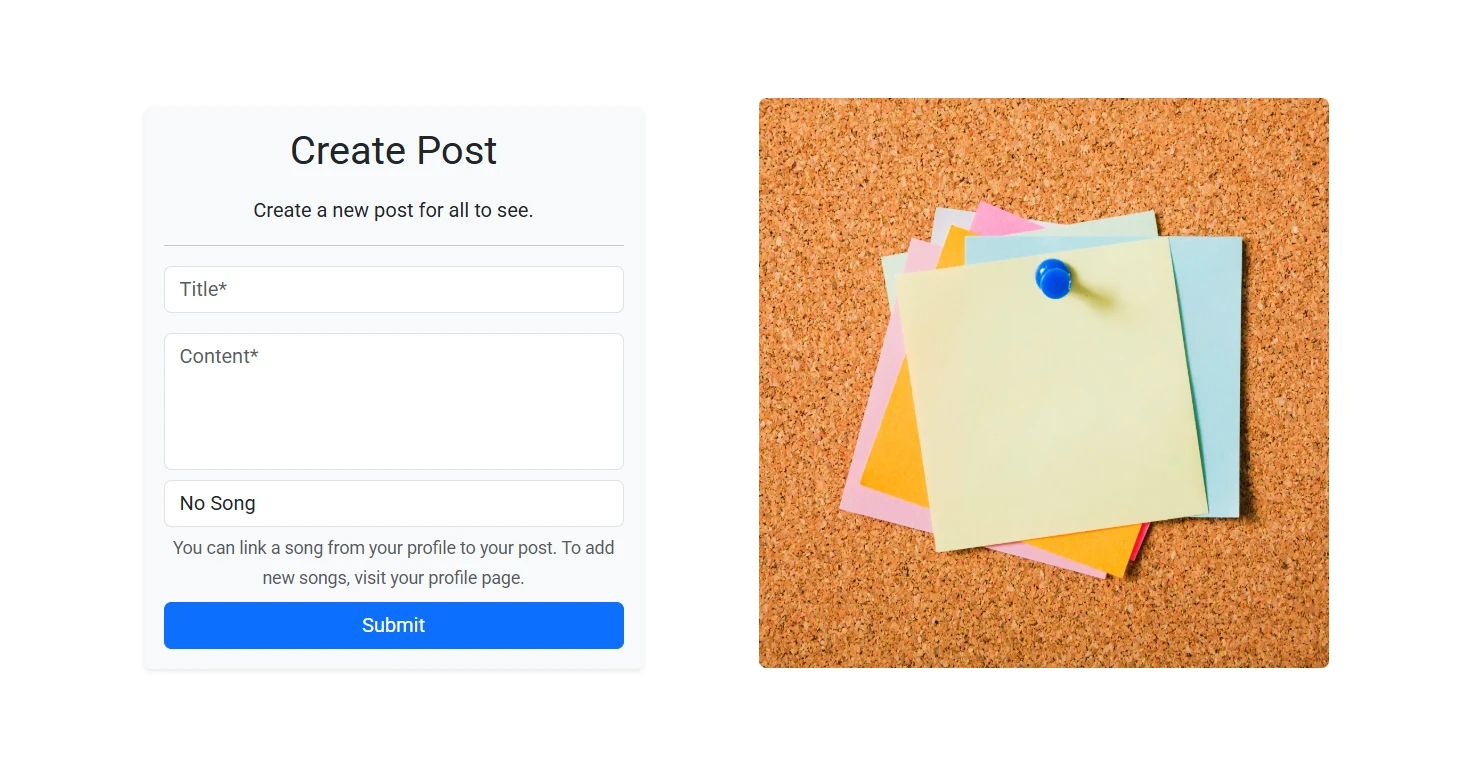 Create Post
Create a new post for all to see.
Title*
Content*
No Song
You can link a song from your profile to your post. To add
new songs, visit your profile page.
Submit